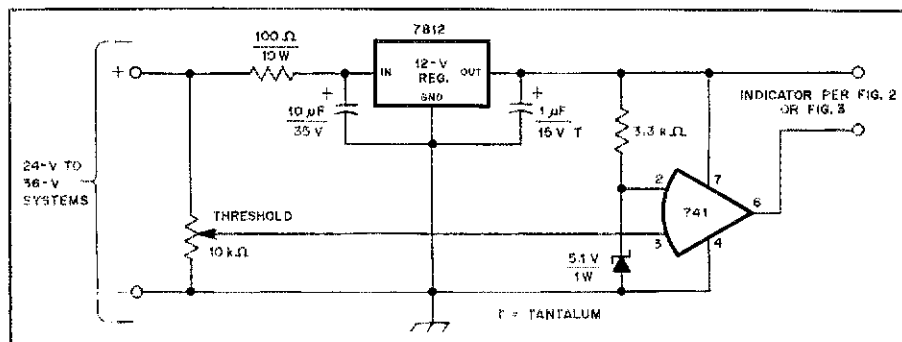 24-V TO
36-V
SYSTEMS
+
−
100 Ω
10W
+
10 µF
35 V
7812
IN
12-V
REG.
OUT
GND
+
1 µF
15 V T
THRESHOLD
10 kΩ
3.3 kΩ
5.1 V
1W
2
3
741
7
4
6
INDICATOR PER FIG. 2
OR FIG. 3
T = TANTALUM